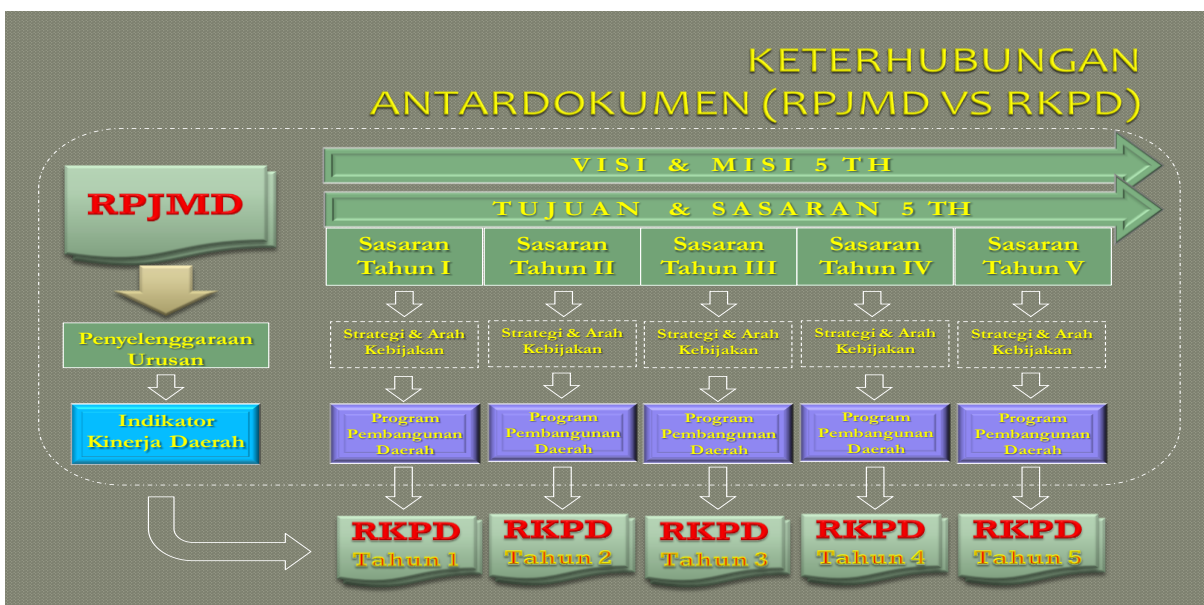 KETERHUBUNGAN
ANTARDOKUMEN (RPJMD VS RKPD)
RPJMD
VISI & MISI 5 TH
TUJUAN & SASARAN 5 TH
Sasaran
Tahun I
Sasaran
Tahun II
Sasaran
Tahun III
Sasaran
Tahun IV
Sasaran
Tahun V
Penyelenggaraan
Urusan
Strategi & Arah
Kebijakan
Strategi & Arah
Kebijakan
Strategi & Arah
Kebijakan
Strategi & Arah
Kebijakan
Strategi & Arah
Kebijakan
Indikator
Kinerja Daerah
Program
Pembangunan
Daerah
Program
Pembangunan
Daerah
Program
Pembangunan
Daerah
Program
Pembangunan
Daerah
Program
Pembangunan
Daerah
RKPD
Tahun 1
RKPD
Tahun 2
RKPD
Tahun 3
RKPD
Tahun 4
RKPD
Tahun 5